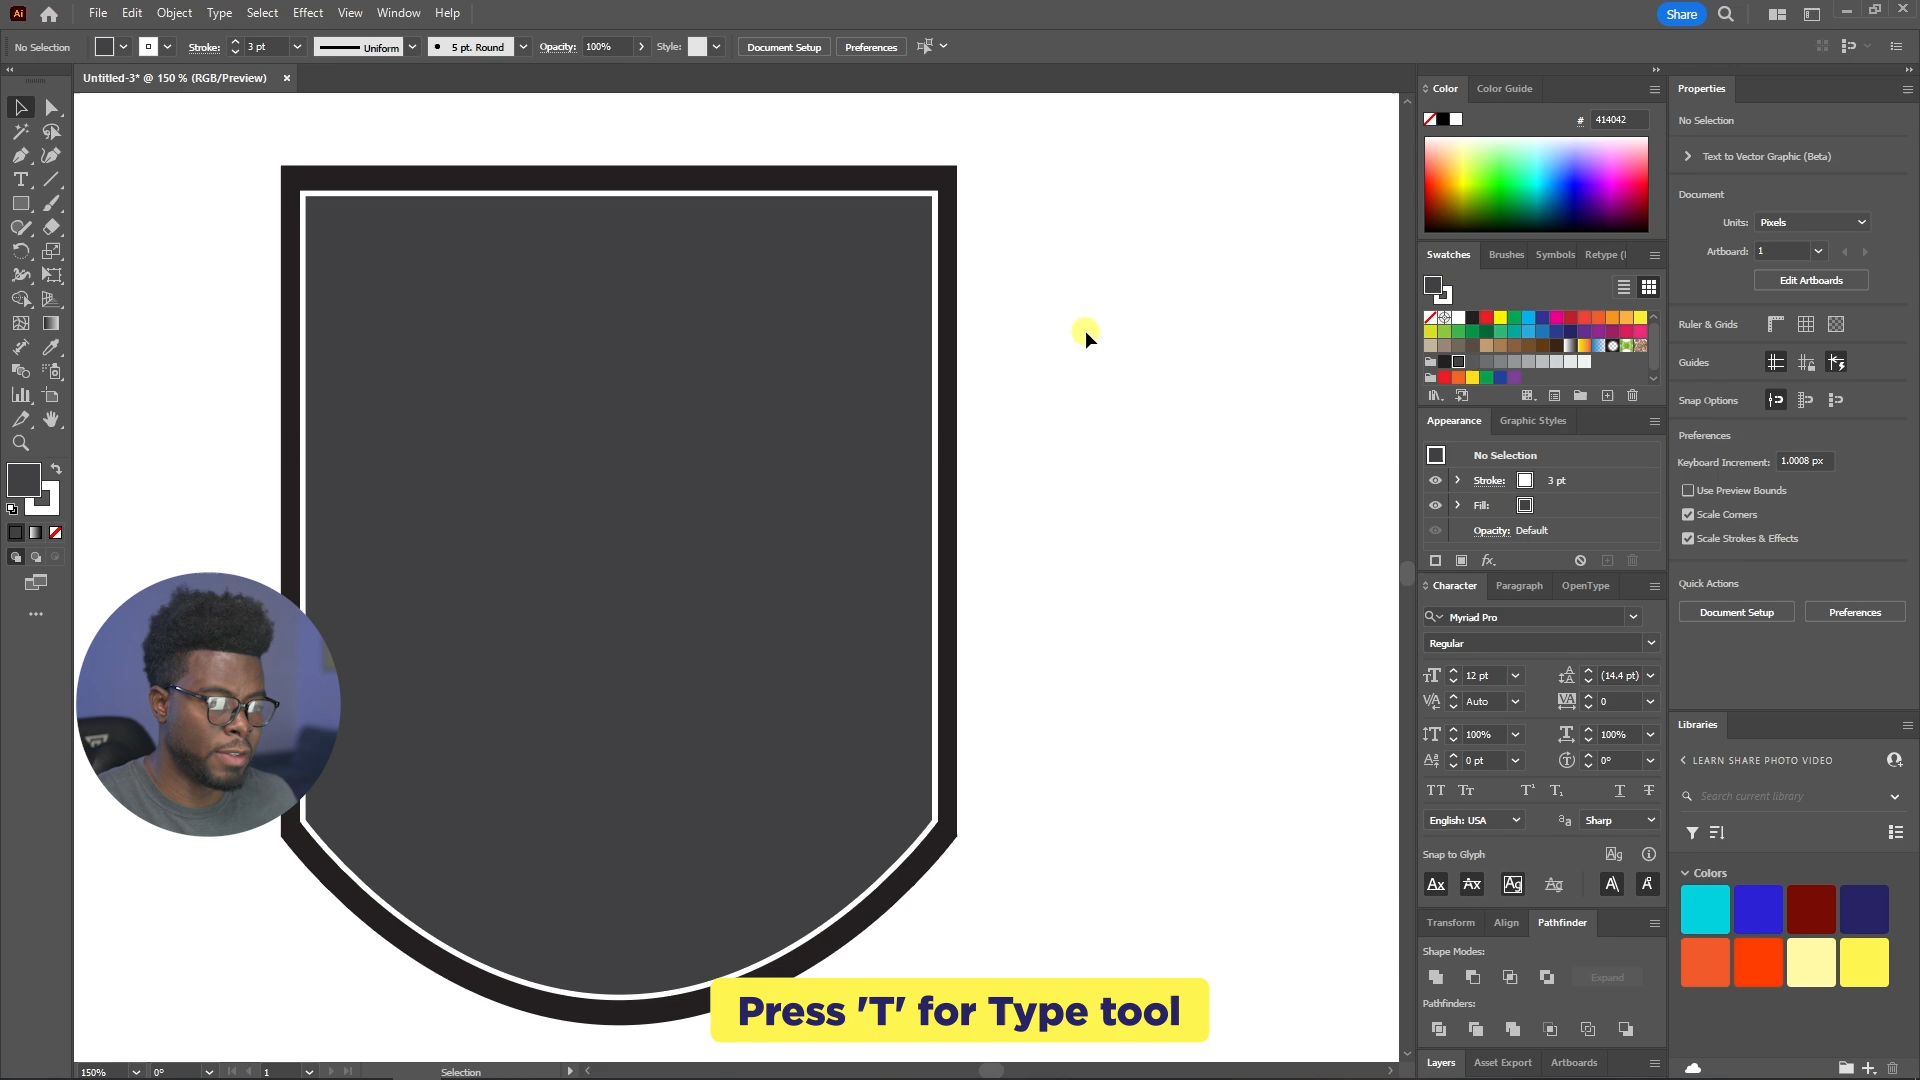 Ai File Edit Object Type Select Effect View Window Help Share
No Selection Stroke: 3 pt Uniform 5 pt. Round Opacity: 100% Style: Document Setup Preferences
Untitled-3* @ 150 % (RGB/Preview) ×
Color Color Guide
# 414042
Swatches Brushes Symbols Retype (
Appearance Graphic Styles
No Selection
Stroke: 3 pt
Fill:
Opacity: Default
fx.
Character Paragraph OpenType
Myriad Pro
Regular
12 pt (14.4 pt)
Auto 0
100% 100%
0 pt 0°
TT Tr T¹ T₁ T T
English: USA Sharp
Snap to Glyph
Transform Align Pathfinder
Shape Modes:
Expand
Pathfinders:
Layers Asset Export Artboards
Properties
No Selection
Text to Vector Graphic (Beta)
Document
Units: Pixels
Artboard: 1
Edit Artboards
Ruler & Grids
Guides
Snap Options
Preferences
Keyboard Increment: 1.0008 px
Use Preview Bounds
Scale Corners
Scale Strokes & Effects
Quick Actions
Document Setup Preferences
Libraries
LEARN SHARE PHOTO VIDEO
Search current library
Colors
Press 'T' for Type tool
150% 0° 1 Selection